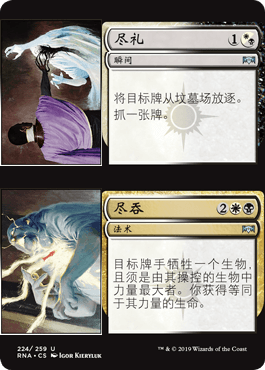 尽礼 1
瞬间
将目标牌从坟墓场放逐。
抓一张牌。
尽吞 2
法术
目标牌手牺牲一个生物，
且须是由其操控的生物中
力量最大者。你获得等同
于其力量的生命。
224/259 U
RNA • CS IGOR KIERYLUK
™ & © 2019 Wizards of the Coast